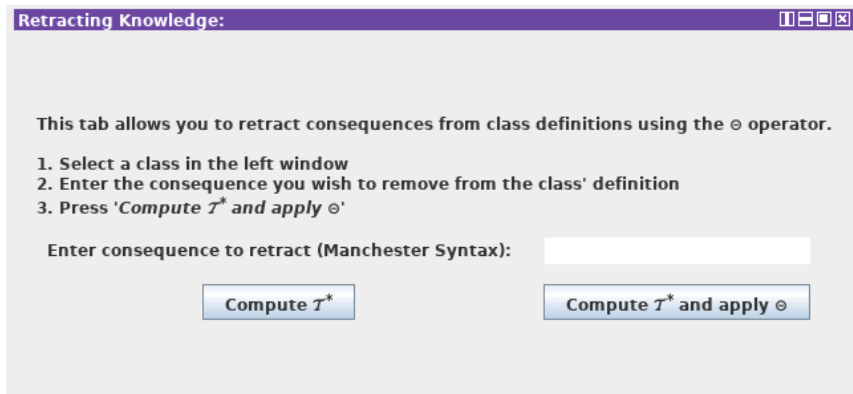 Retracting Knowledge:
This tab allows you to retract consequences from class definitions using the ⊖ operator.
1. Select a class in the left window
2. Enter the consequence you wish to remove from the class' definition
3. Press 'Compute 𝒯* and apply ⊖'
Enter consequence to retract (Manchester Syntax):
Compute 𝒯* Compute 𝒯* and apply ⊖